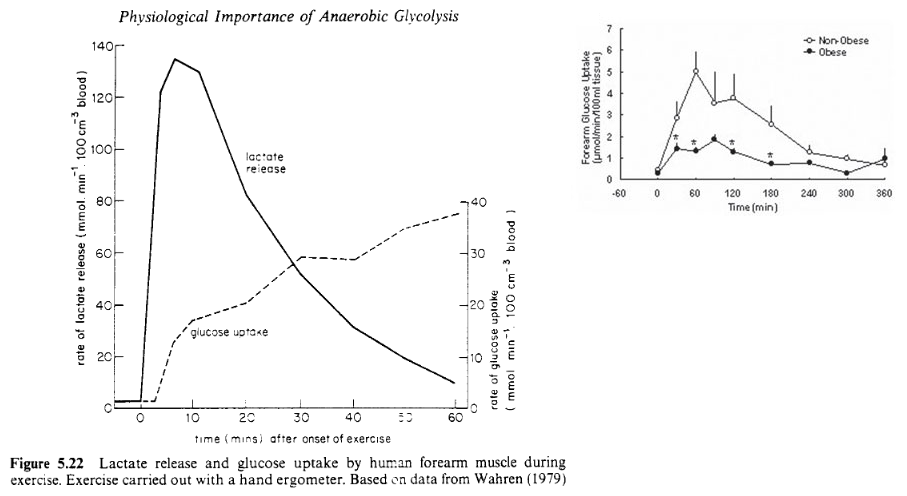 Physiological Importance of Anaerobic Glycolysis
140
120
100
80
60
40
20
0
rate of lactate release ( mmol. min⁻¹. 100 cm⁻³ blood )
lactate
release
glucose uptake
40
30
20
10
0
rate of glucose uptake
( mmol min⁻¹. 100 cm⁻³ blood )
0 10 20 30 40 50 60
time ( mins ) after onset of exercise
Figure 5.22 Lactate release and glucose uptake by human forearm muscle during
exercise. Exercise carried out with a hand ergometer. Based on data from Wahren (1979)
7
6
5
4
3
2
1
0
Forearm Glucose Uptake
(μmol/min/100ml tissue)
Non-Obese
Obese
* * * *
-60 0 60 120 180 240 300 360
Time (min)